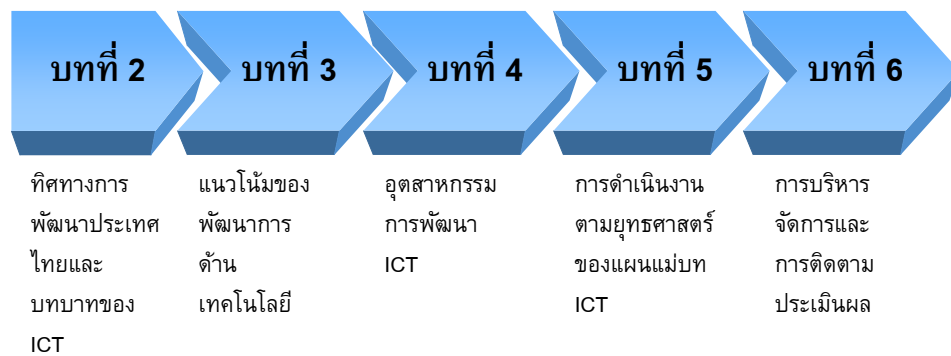 บทที่ 2
บทที่ 3
บทที่ 4
บทที่ 5
บทที่ 6
ทิศทางการ
พัฒนาประเทศ
ไทยและ
บทบาทของ
ICT
แนวโน้มของ
พัฒนาการ
ด้าน
เทคโนโลยี
อุตสาหกรรม
การพัฒนา
ICT
การดำเนินงาน
ตามยุทธศาสตร์
ของแผนแม่บท
ICT
การบริหาร
จัดการและ
การติดตาม
ประเมินผล